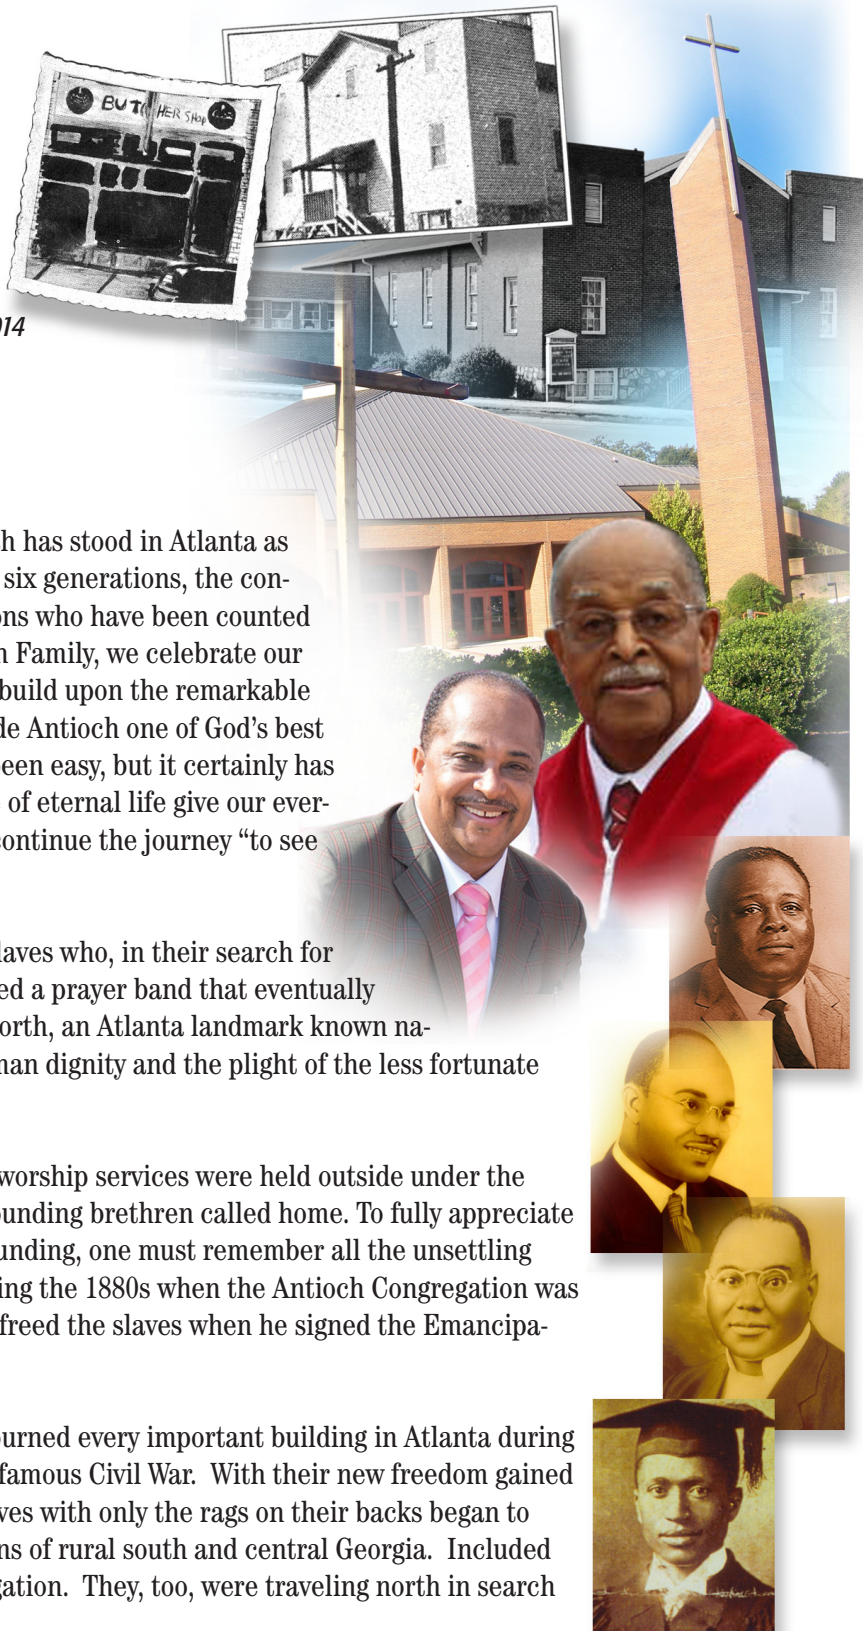 BUTCHER SHOP
014
h has stood in Atlanta as
six generations, the con-
ons who have been counted
n Family, we celebrate our
build upon the remarkable
de Antioch one of God's best
been easy, but it certainly has
of eternal life give our ever-
continue the journey “to see
laves who, in their search for
ed a prayer band that eventually
orth, an Atlanta landmark known na-
man dignity and the plight of the less fortunate
worship services were held outside under the
ounding brethren called home. To fully appreciate
unding, one must remember all the unsettling
ing the 1880s when the Antioch Congregation was
freed the slaves when he signed the Emancipa-
burned every important building in Atlanta during
famous Civil War.  With their new freedom gained
ves with only the rags on their backs began to
ns of rural south and central Georgia.  Included
gation.  They, too, were traveling north in search